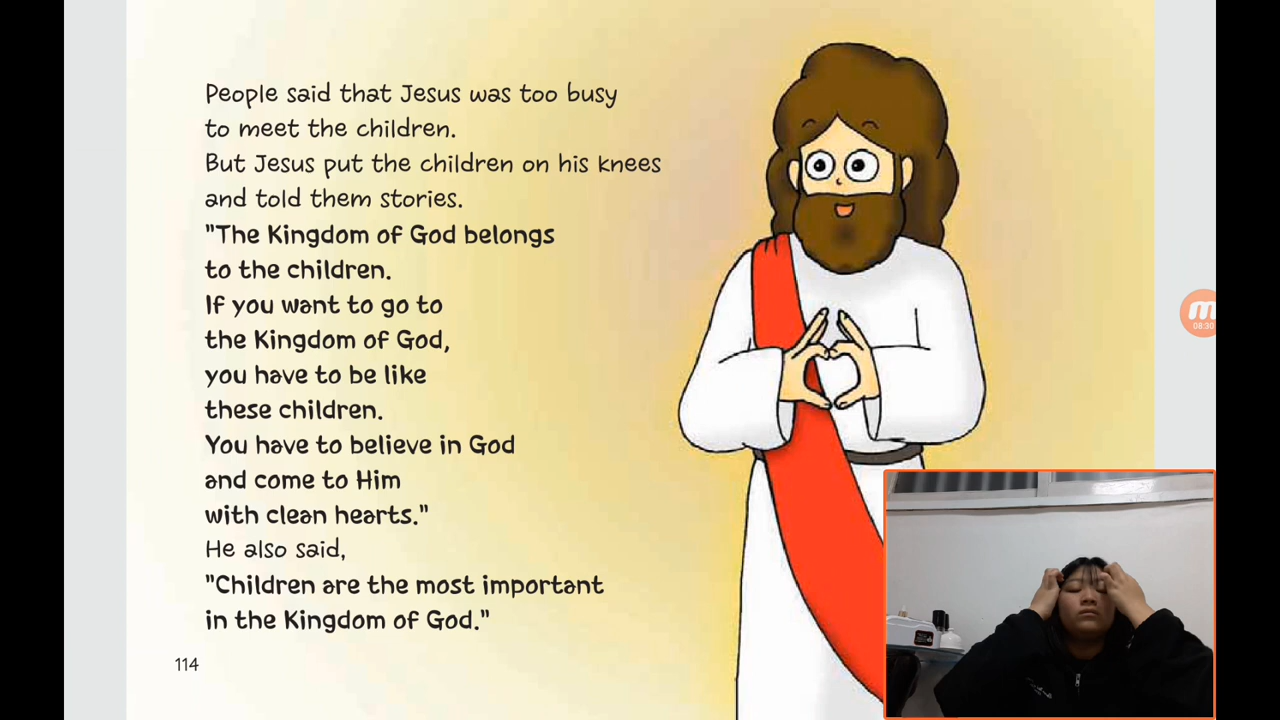 People said that Jesus was too busy
to meet the children.
But Jesus put the children on his knees
and told them stories.
"The Kingdom of God belongs
to the children.
If you want to go to
the Kingdom of God,
you have to be like
these children.
You have to believe in God
and come to Him
with clean hearts."
He also said,
"Children are the most important
in the Kingdom of God."
114
08:30